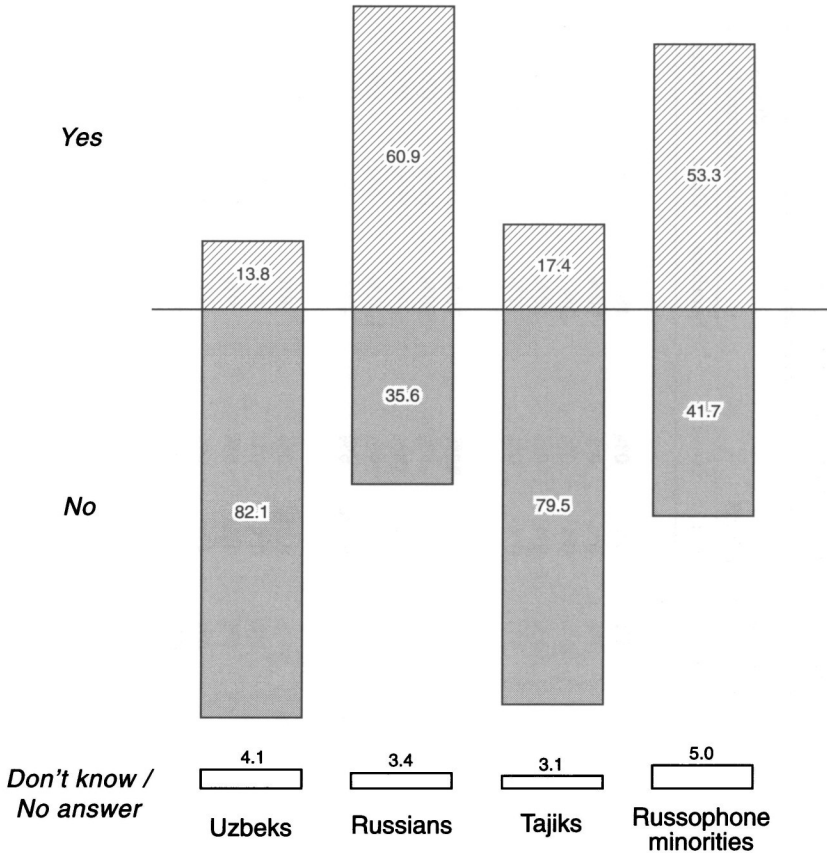 Yes
60.9
53.3
13.8
17.4
35.6
41.7
No
82.1
79.5
Don't know /
No answer
4.1
3.4
3.1
5.0
Uzbeks
Russians
Tajiks
Russophone
minorities